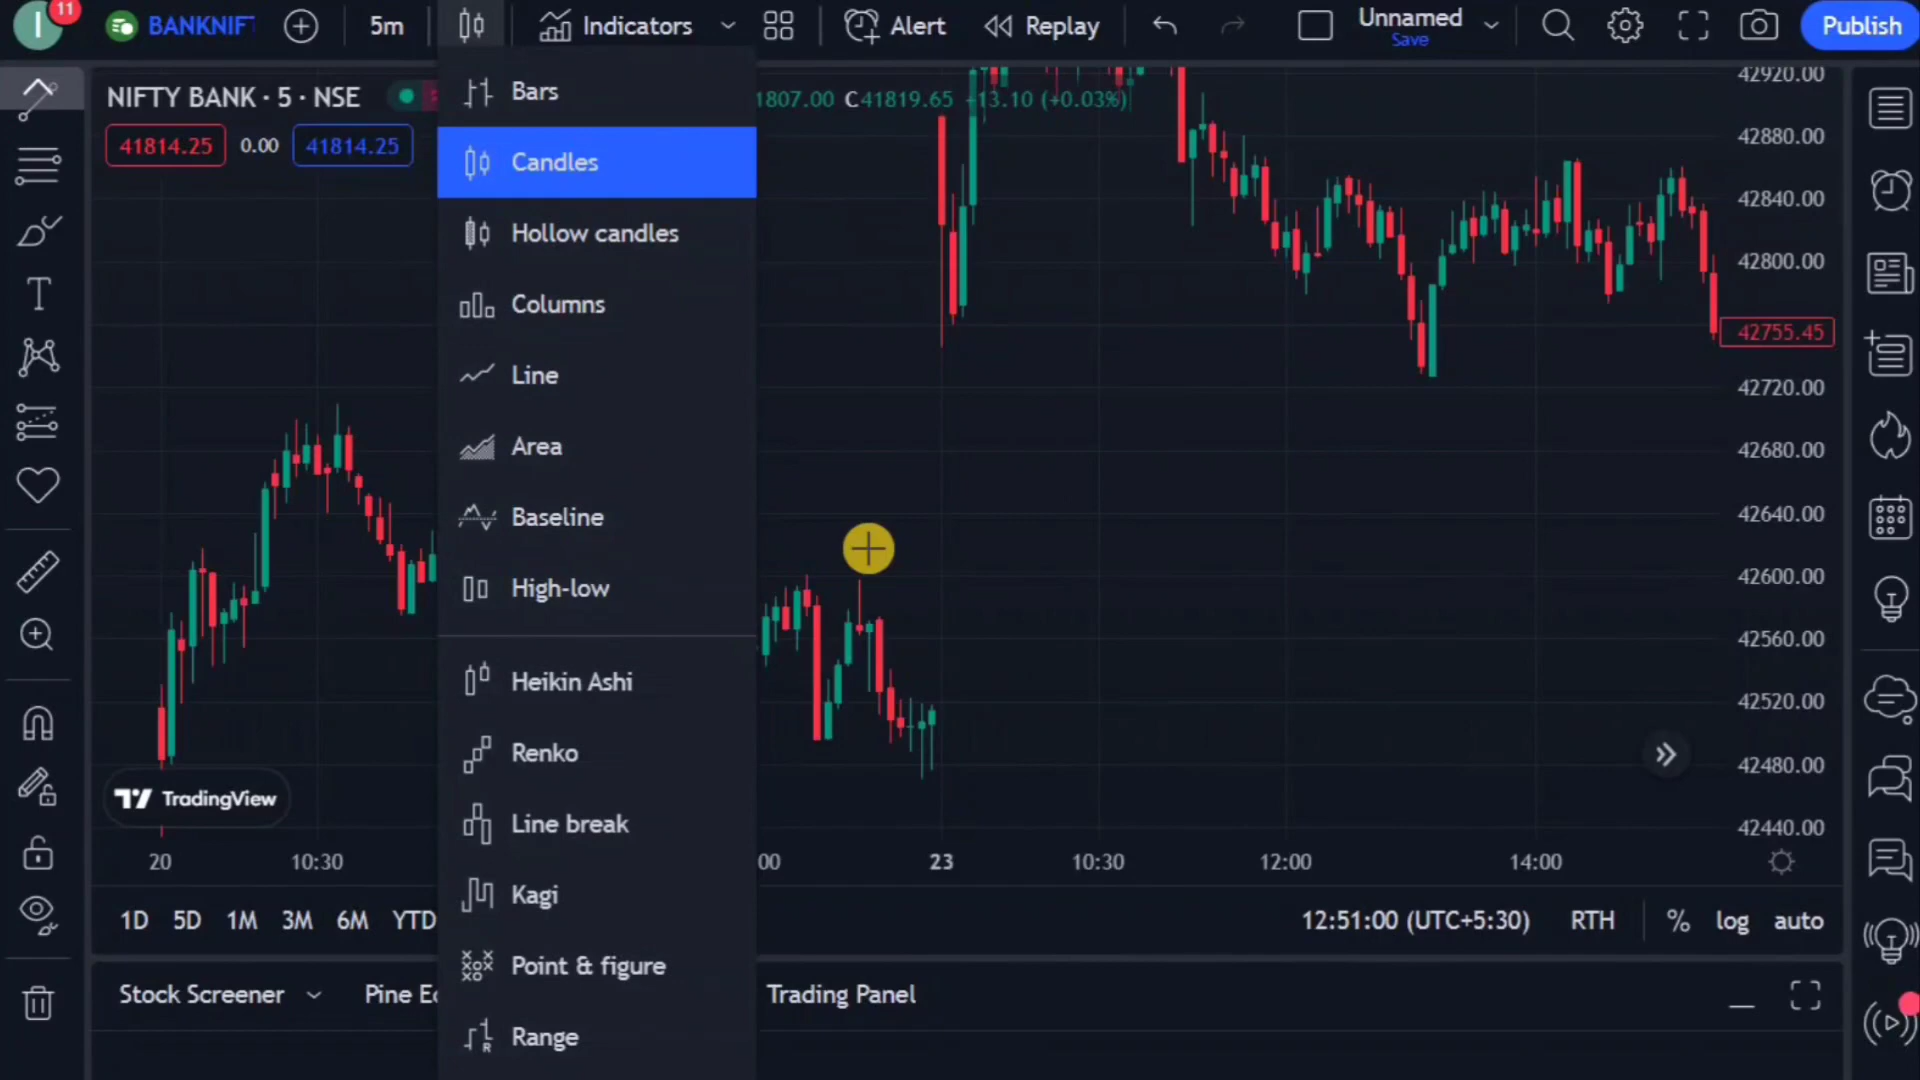 I
11
BANKNIF
5m
Indicators
Alert
Replay
Unnamed
Save
Publish
NIFTY BANK · 5 · NSE
1807.00 C41819.65 +13.10 (+0.03%)
41814.25 0.00 41814.25
Bars
Candles
Hollow candles
Columns
Line
Area
Baseline
High-low
Heikin Ashi
Renko
Line break
Kagi
Point & figure
Range
42920.00
42880.00
42840.00
42800.00
42755.45
42720.00
42680.00
42640.00
42600.00
42560.00
42520.00
42480.00
42440.00
TradingView
20 10:30 00 23 10:30 12:00 14:00
1D 5D 1M 3M 6M YTD
12:51:00 (UTC+5:30) RTH % log auto
Stock Screener Pine E Trading Panel